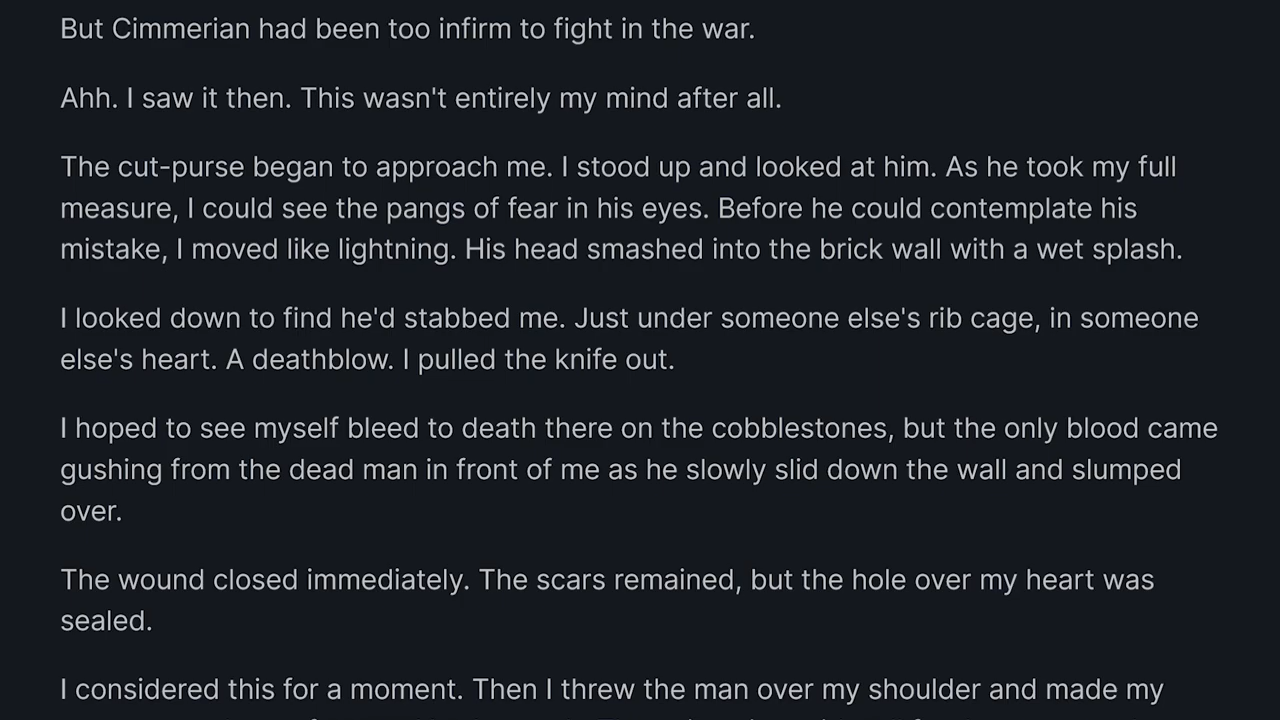 But Cimmerian had been too infirm to fight in the war.
Ahh. I saw it then. This wasn't entirely my mind after all.
The cut-purse began to approach me. I stood up and looked at him. As he took my full
measure, I could see the pangs of fear in his eyes. Before he could contemplate his
mistake, I moved like lightning. His head smashed into the brick wall with a wet splash.
I looked down to find he'd stabbed me. Just under someone else's rib cage, in someone
else's heart. A deathblow. I pulled the knife out.
I hoped to see myself bleed to death there on the cobblestones, but the only blood came
gushing from the dead man in front of me as he slowly slid down the wall and slumped
over.
The wound closed immediately. The scars remained, but the hole over my heart was
sealed.
I considered this for a moment. Then I threw the man over my shoulder and made my